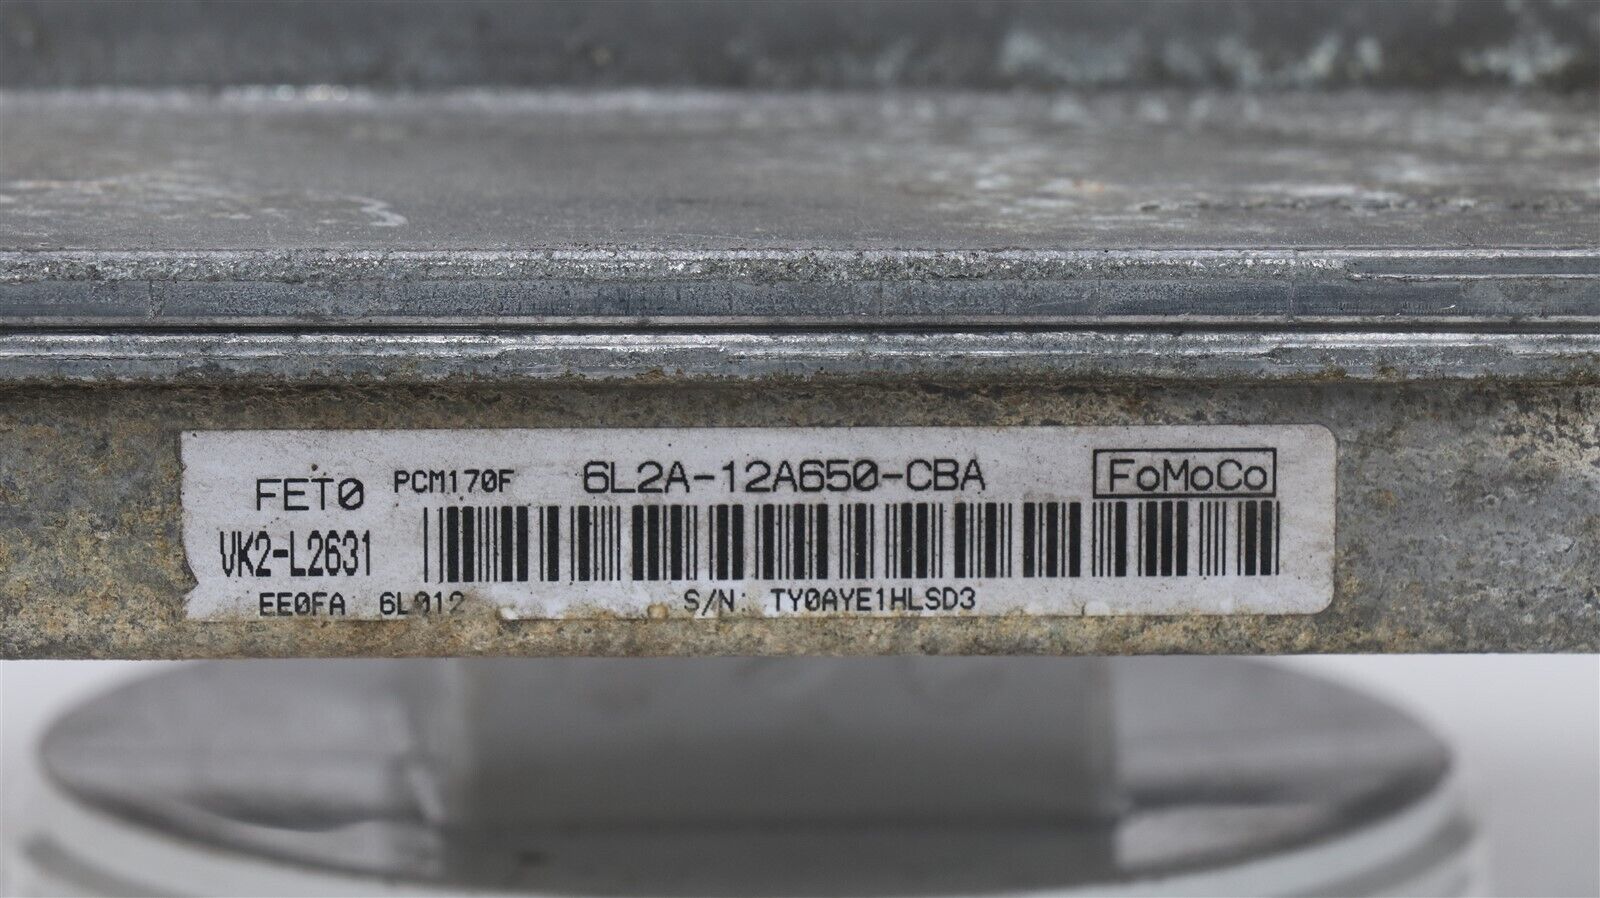 FET0 PCM170F 6L2A-12A650-CBA FoMoCo
VK2-L2631
EE0FA 6L012 S/N: TY0AYE1HLSD3